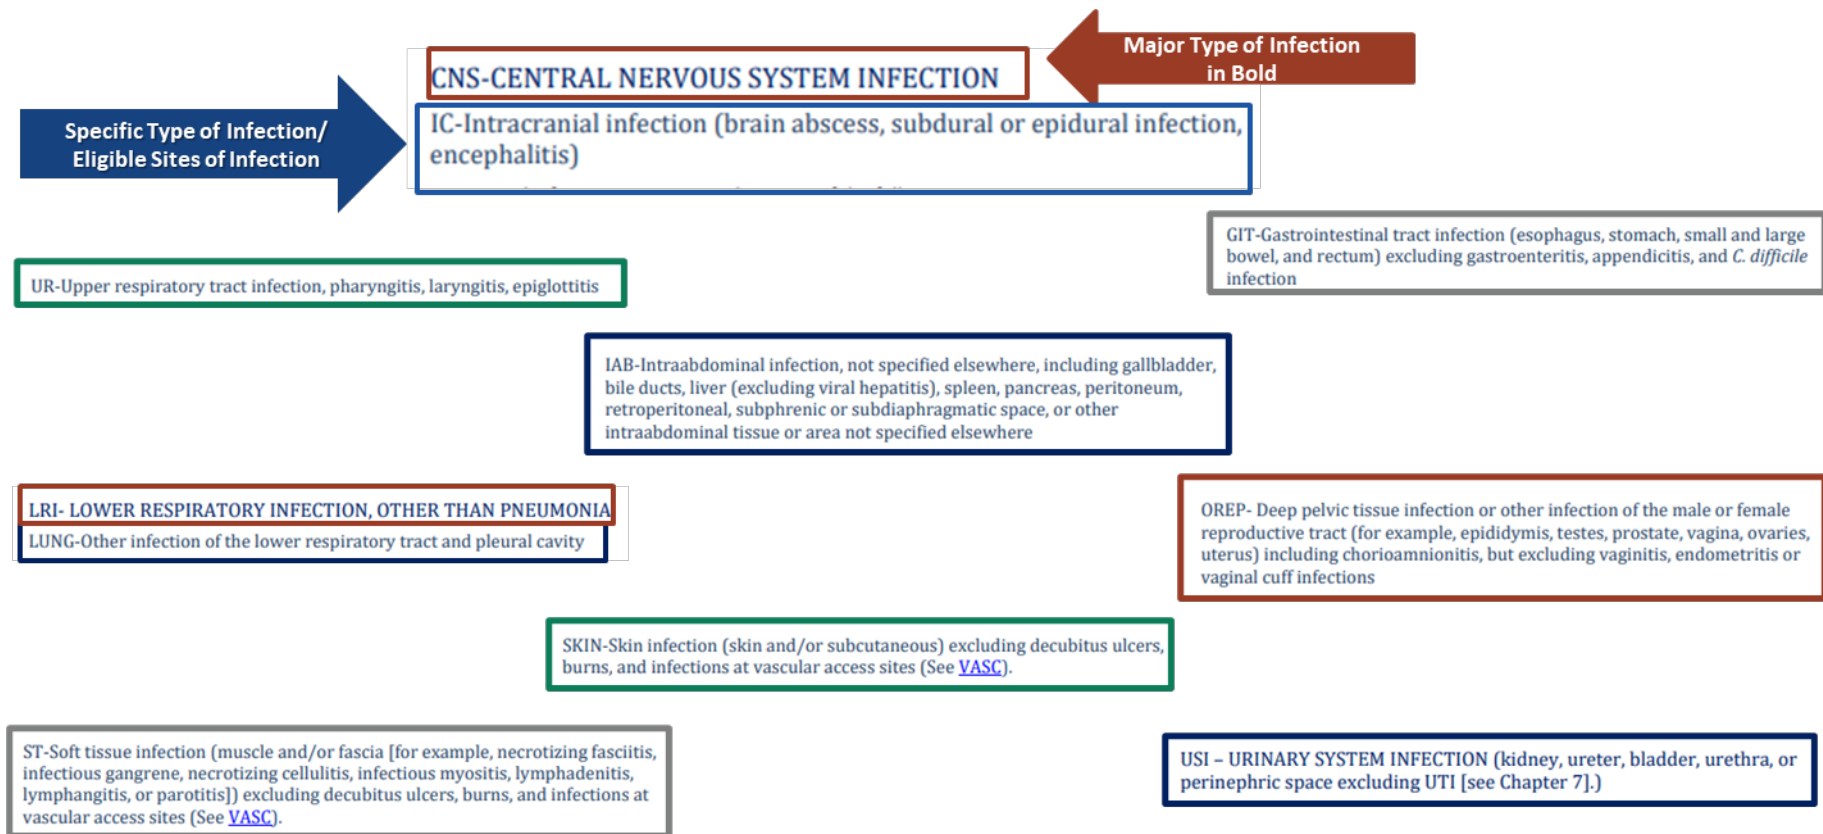 Major Type of Infection
in Bold
CNS-CENTRAL NERVOUS SYSTEM INFECTION
Specific Type of Infection/
Eligible Sites of Infection
IC-Intracranial infection (brain abscess, subdural or epidural infection,
encephalitis)
GIT-Gastrointestinal tract infection (esophagus, stomach, small and large
bowel, and rectum) excluding gastroenteritis, appendicitis, and C. difficile
infection
UR-Upper respiratory tract infection, pharyngitis, laryngitis, epiglottitis
IAB-Intraabdominal infection, not specified elsewhere, including gallbladder,
bile ducts, liver (excluding viral hepatitis), spleen, pancreas, peritoneum,
retroperitoneal, subphrenic or subdiaphragmatic space, or other
intraabdominal tissue or area not specified elsewhere
LRI- LOWER RESPIRATORY INFECTION, OTHER THAN PNEUMONIA
LUNG-Other infection of the lower respiratory tract and pleural cavity
OREP- Deep pelvic tissue infection or other infection of the male or female
reproductive tract (for example, epididymis, testes, prostate, vagina, ovaries,
uterus) including chorioamnionitis, but excluding vaginitis, endometritis or
vaginal cuff infections
SKIN-Skin infection (skin and/or subcutaneous) excluding decubitus ulcers,
burns, and infections at vascular access sites (See VASC).
ST-Soft tissue infection (muscle and/or fascia [for example, necrotizing fasciitis,
infectious gangrene, necrotizing cellulitis, infectious myositis, lymphadenitis,
lymphangitis, or parotitis]) excluding decubitus ulcers, burns, and infections at
vascular access sites (See VASC).
USI – URINARY SYSTEM INFECTION (kidney, ureter, bladder, urethra, or
perinephric space excluding UTI [see Chapter 7].)